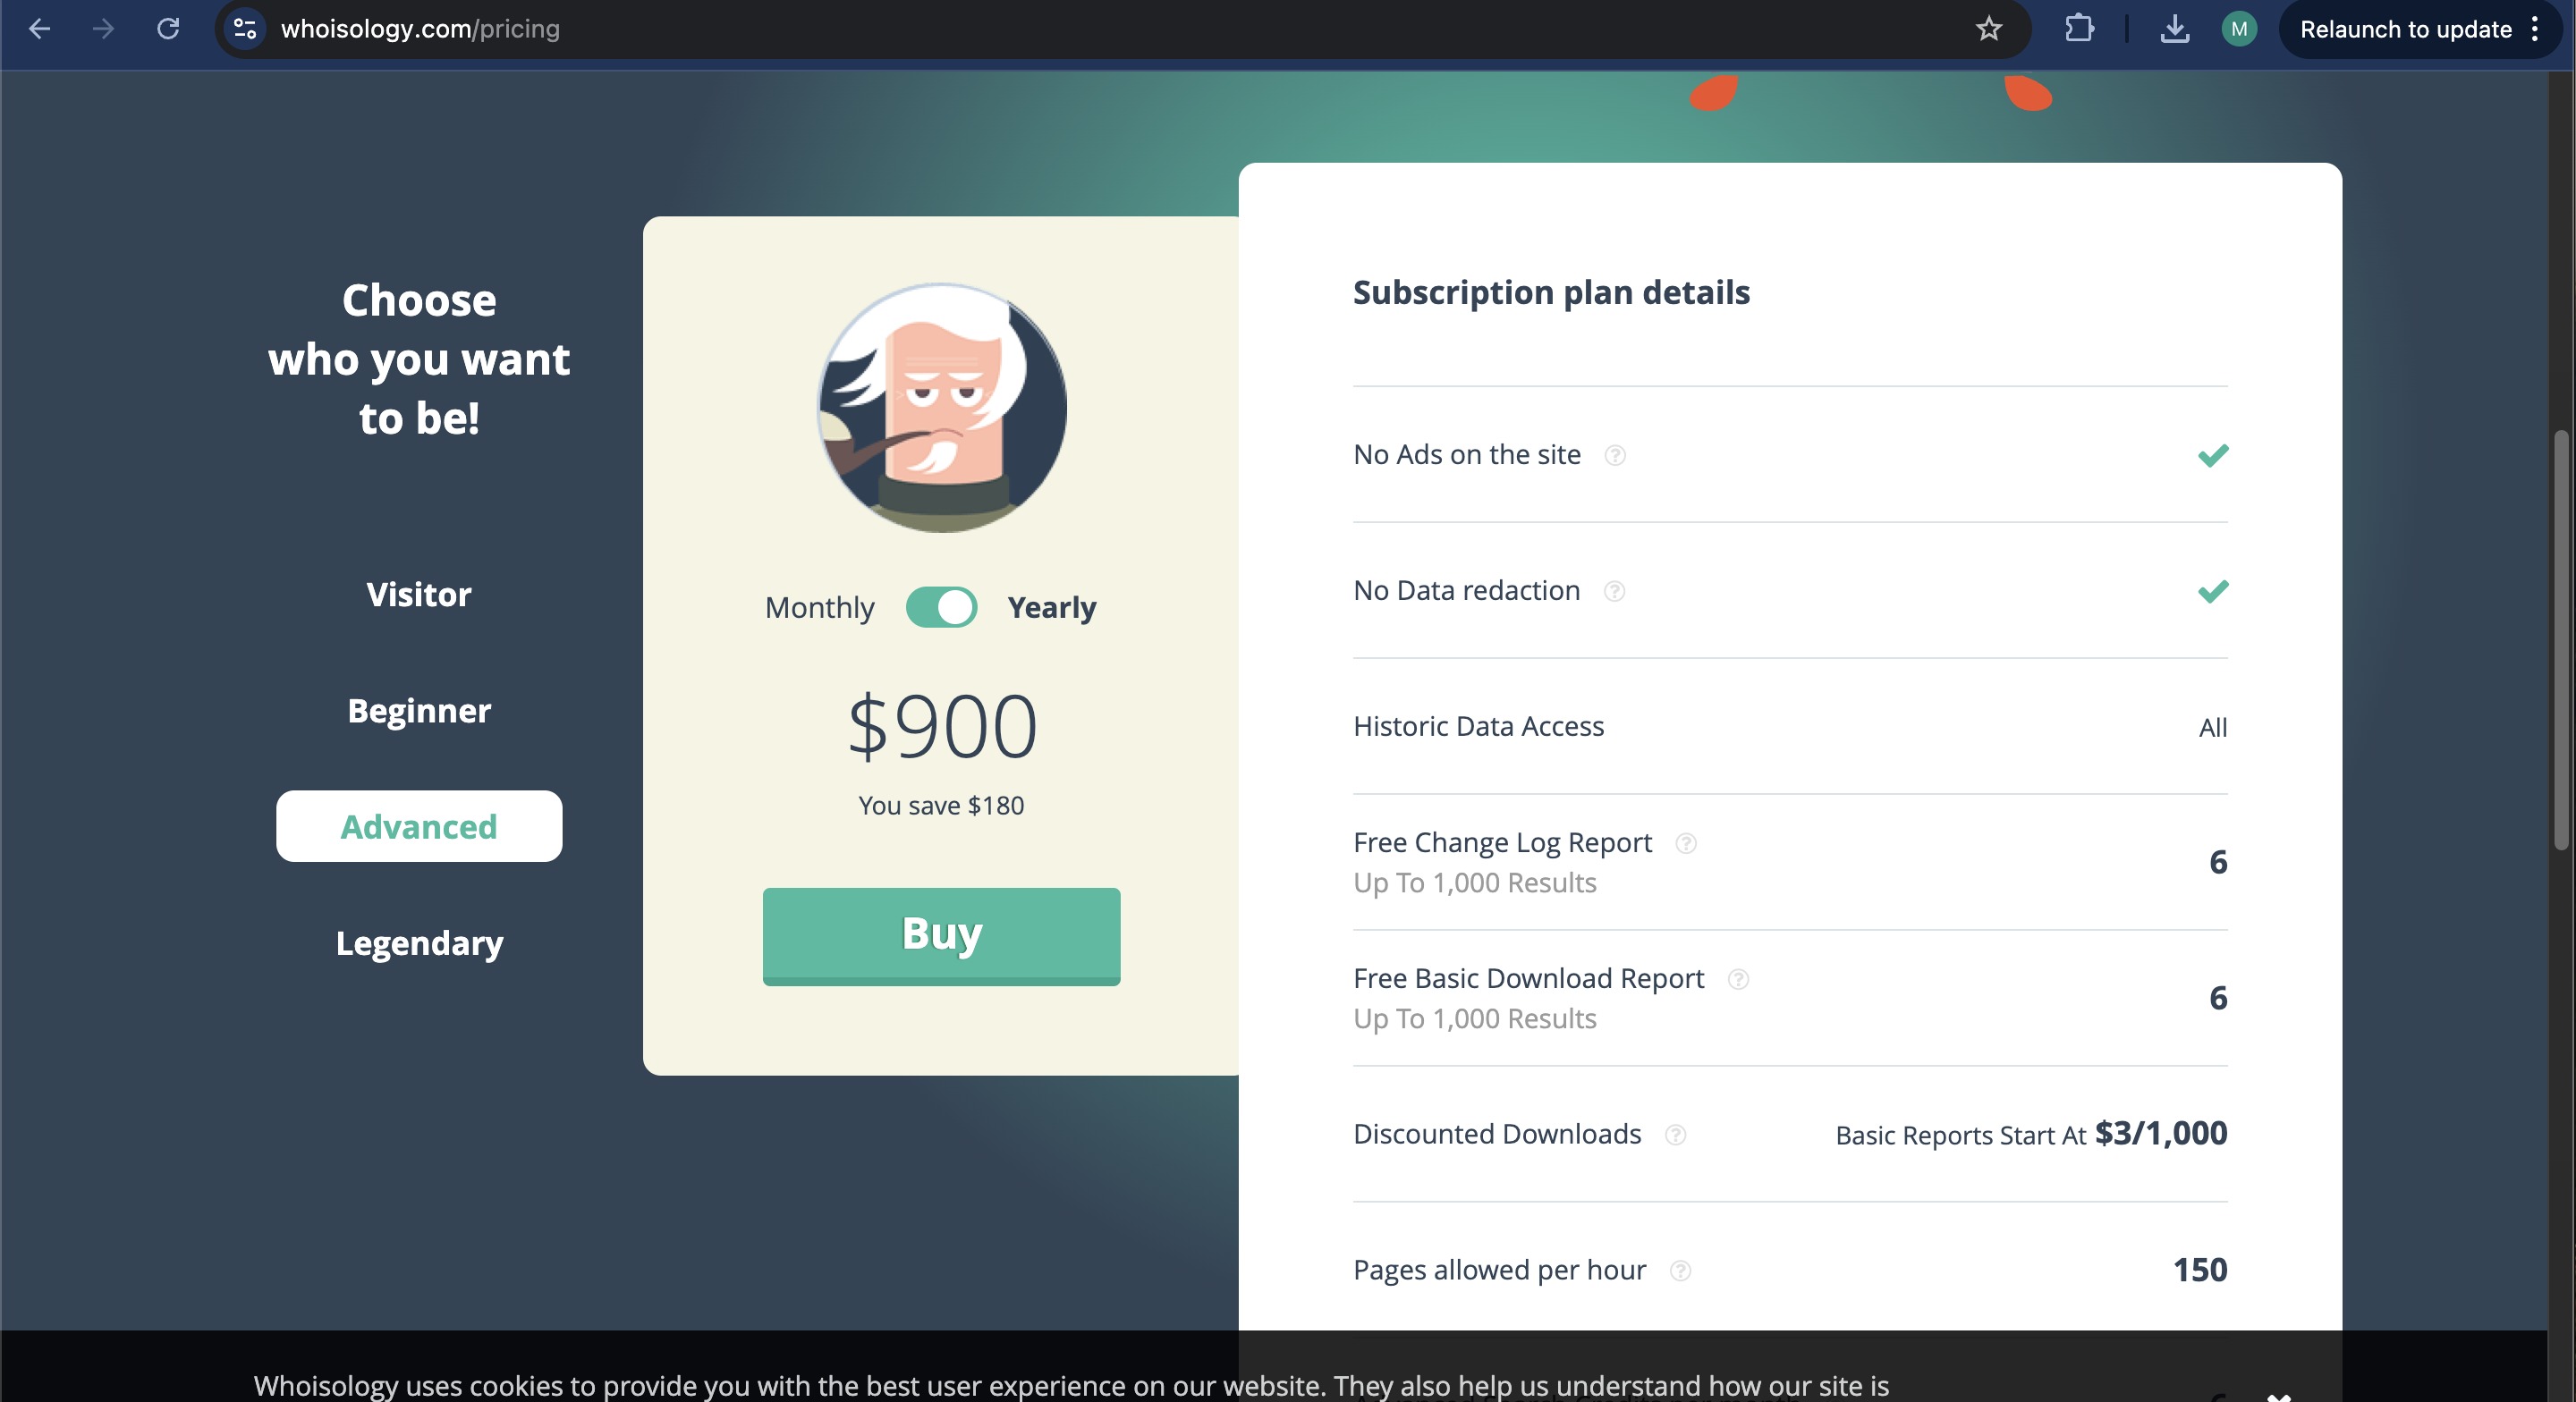 whoisology.com/pricing
M
Relaunch to update
Choose
who you want
to be!
Visitor
Beginner
Advanced
Legendary
Monthly
Yearly
$900
You save $180
Buy
Subscription plan details
No Ads on the site ?
No Data redaction ?
Historic Data Access
All
Free Change Log Report ?
Up To 1,000 Results
6
Free Basic Download Report ?
Up To 1,000 Results
6
Discounted Downloads ?
Basic Reports Start At $3/1,000
Pages allowed per hour ?
150
Whoisology uses cookies to provide you with the best user experience on our website. They also help us understand how our site is